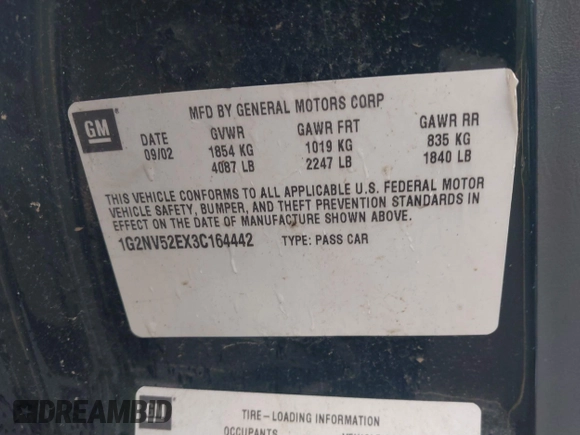 GM
MFD BY GENERAL MOTORS CORP
DATE GVWR GAWR FRT GAWR RR
09/02 1854 KG 1019 KG 835 KG
4087 LB 2247 LB 1840 LB
THIS VEHICLE CONFORMS TO ALL APPLICABLE U.S. FEDERAL MOTOR
VEHICLE SAFETY, BUMPER, AND THEFT PREVENTION STANDARDS IN
EFFECT ON THE DATE OF MANUFACTURE SHOWN ABOVE.
1G2NV52EX3C164442 TYPE: PASS CAR
GM
TIRE-LOADING INFORMATION
OCCUPANTS
DREAMBID